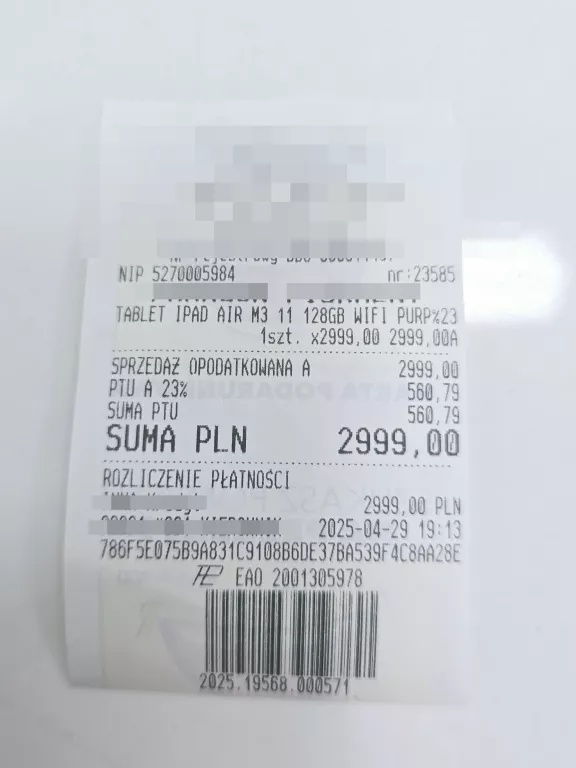 NIP 5270005984 nr:23585
TABLET IPAD AIR M3 11 128GB WIFI PURP%23
1szt. x2999,00 2999,00A
SPRZEDAŻ OPODATKOWANA A 2999,00
PTU A 23% 560,79
SUMA PTU 560,79
SUMA PLN 2999,00
ROZLICZENIE PŁATNOŚCI
2999,00 PLN
2025-04-29 19:13
786F5E075B9A831C9108B6DE37BA539F4C8AA28E
EAO 2001305978
2025.19568.000571